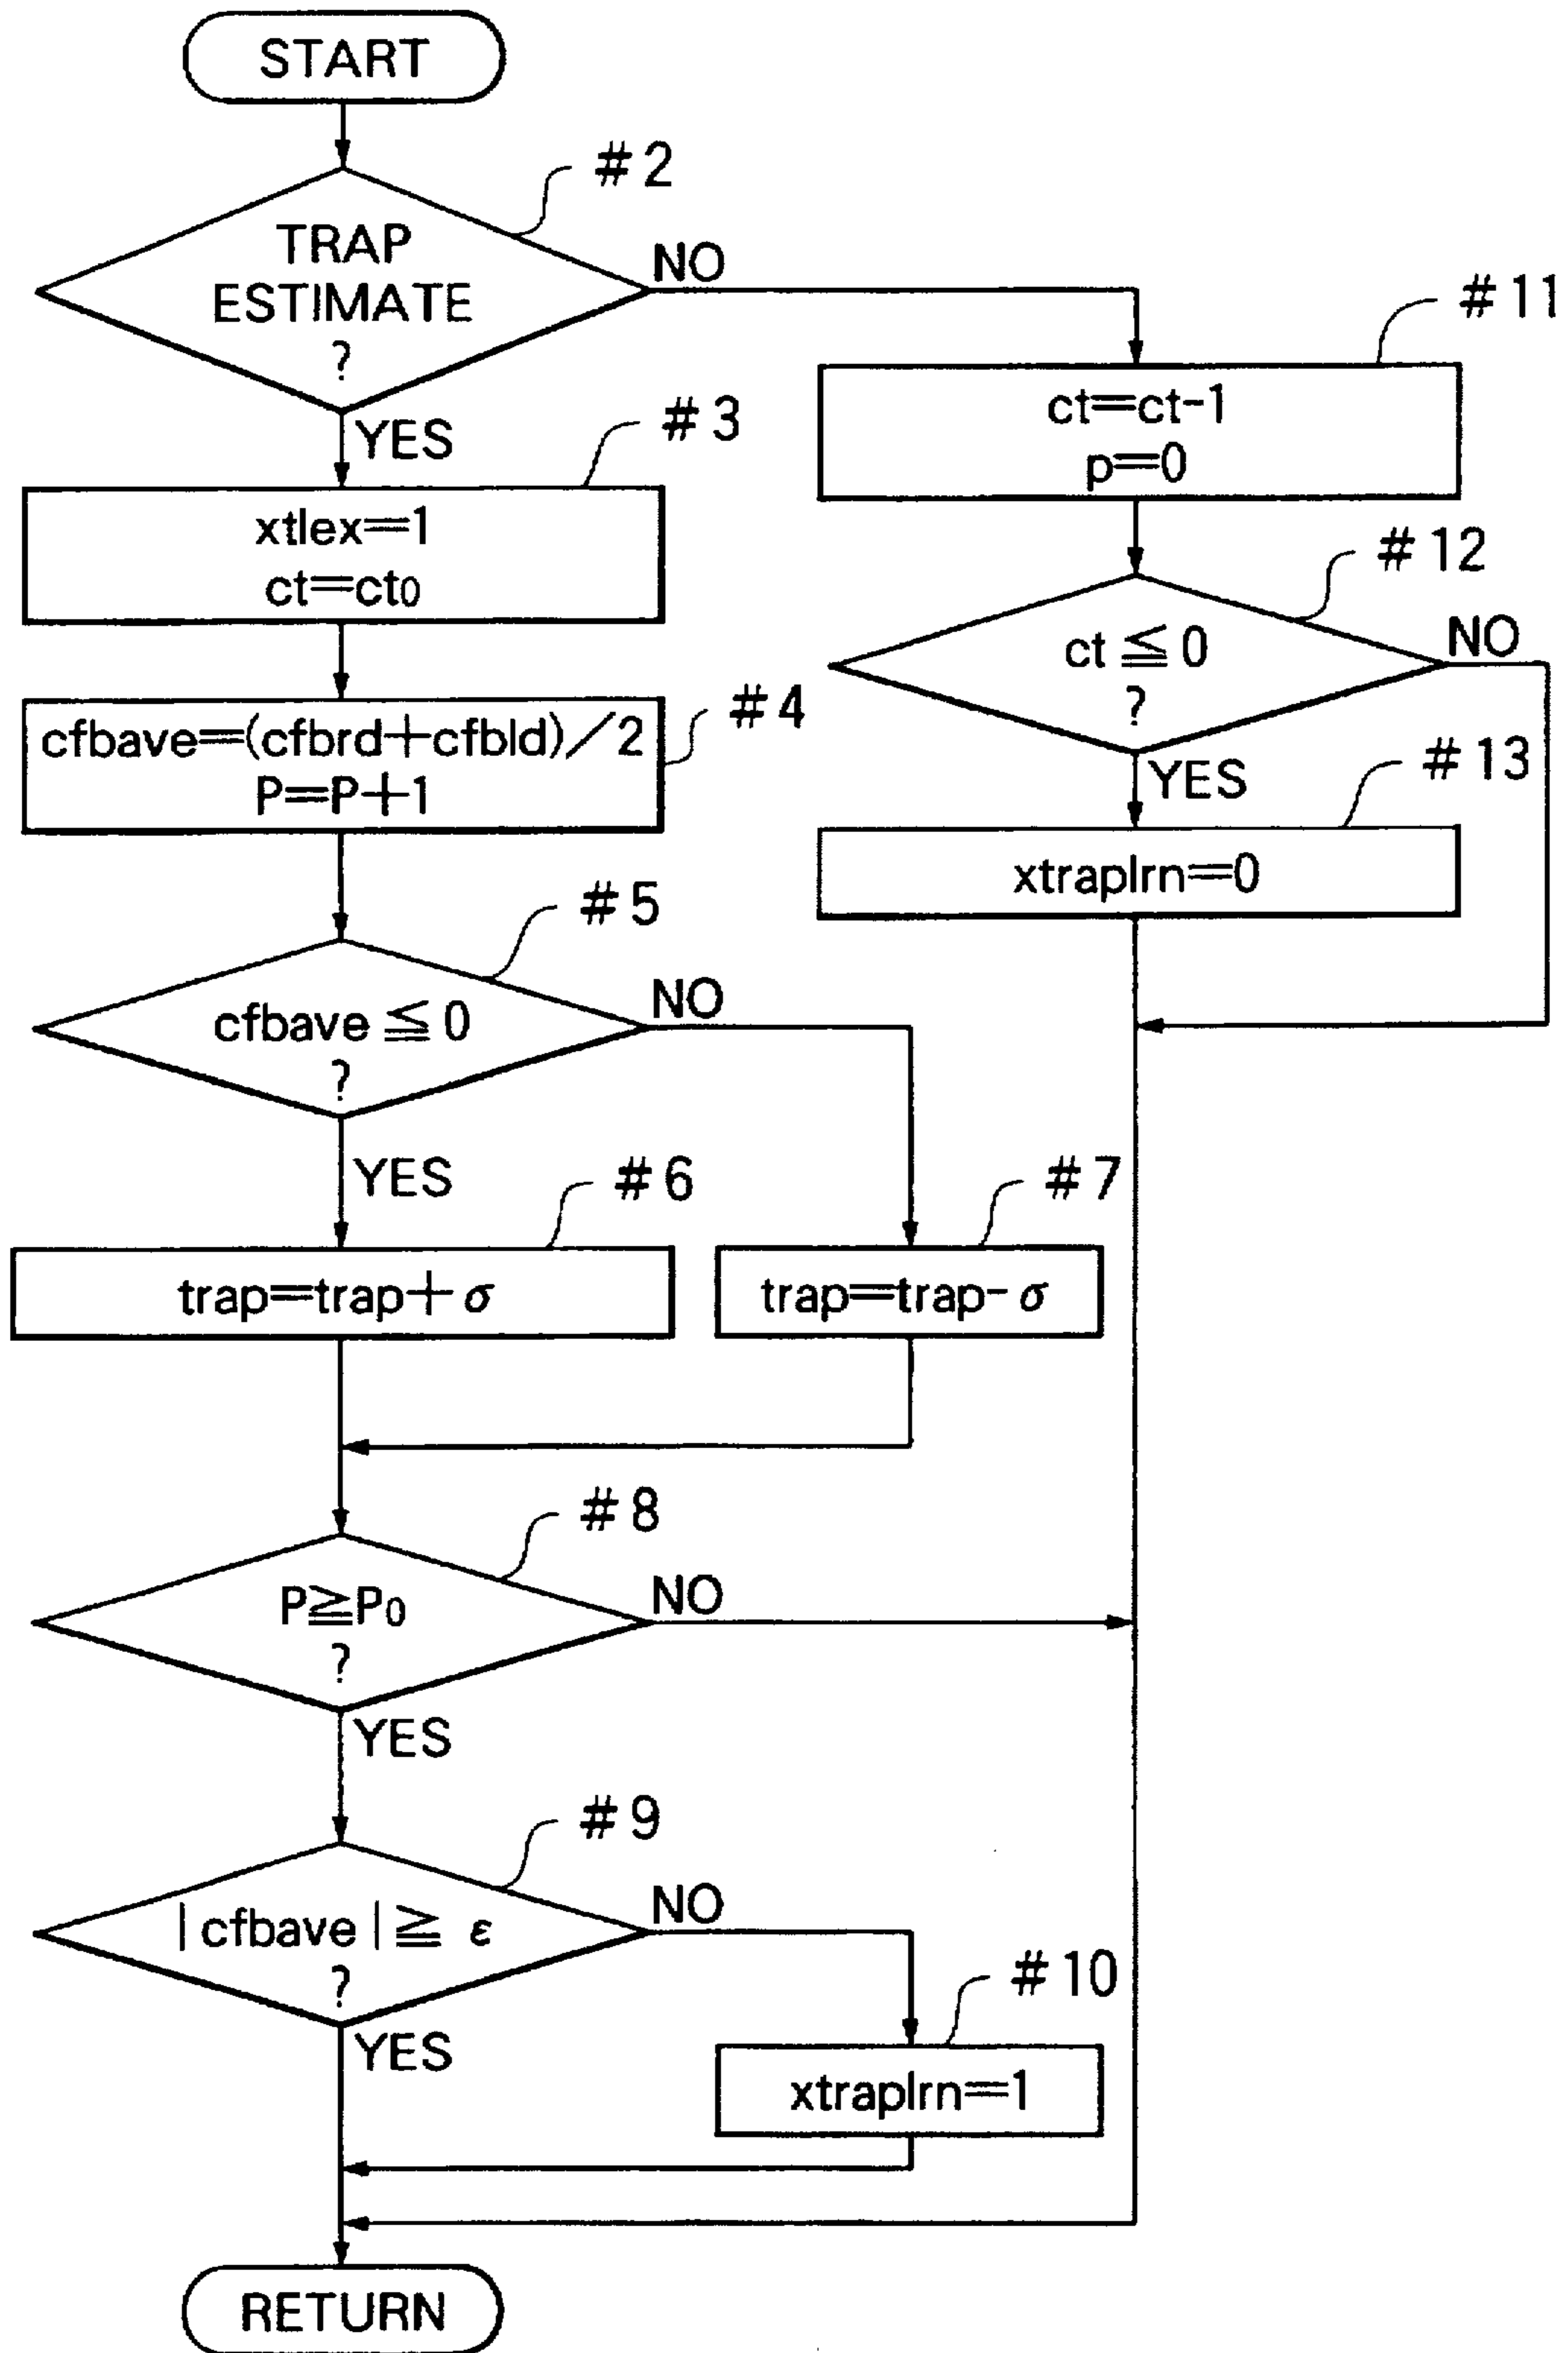 START
#2
TRAP
ESTIMATE
?
NO
YES
#11
ct=ct-1
p=0
#3
xtlex=1
ct=ct0
#12
ct≦0
?
NO
YES
#4
cfbave=(cfbrd+cfbld)/2
P=P+1
#13
xtraplrn=0
#5
cfbave≦0
?
NO
YES
#6
trap=trap+σ
#7
trap=trap-σ
#8
P≧P0
?
NO
YES
#9
|cfbave|≧ ε
?
NO
YES
#10
xtraplrn=1
RETURN